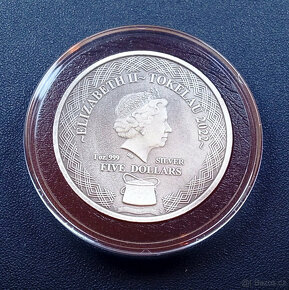 ~ELIZABETH II~ TOKELAU 2022~
1 oz. 999 SILVER
FIVE DOLLARS